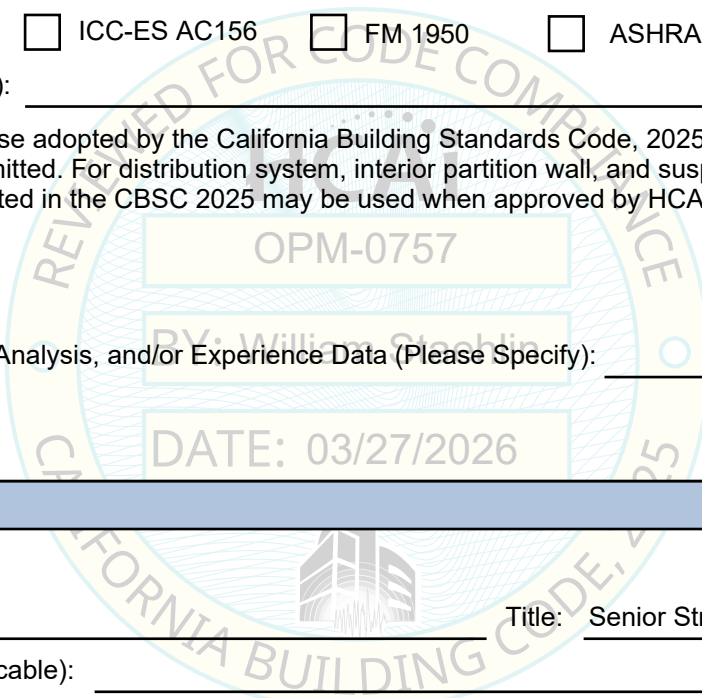 ICC-ES AC156 FM 1950 ASHRA
REVIEWED FOR CODE COMPLIANCE
):
se adopted by the California Building Standards Code, 2025
HCAi
mitted. For distribution system, interior partition wall, and susp
ted in the CBSC 2025 may be used when approved by HCA
OPM-0757
BY: William Staehlin
Analysis, and/or Experience Data (Please Specify):
DATE: 03/27/2026
CALIFORNIA BUILDING CODE, 2025
Title: Senior Str
cable):